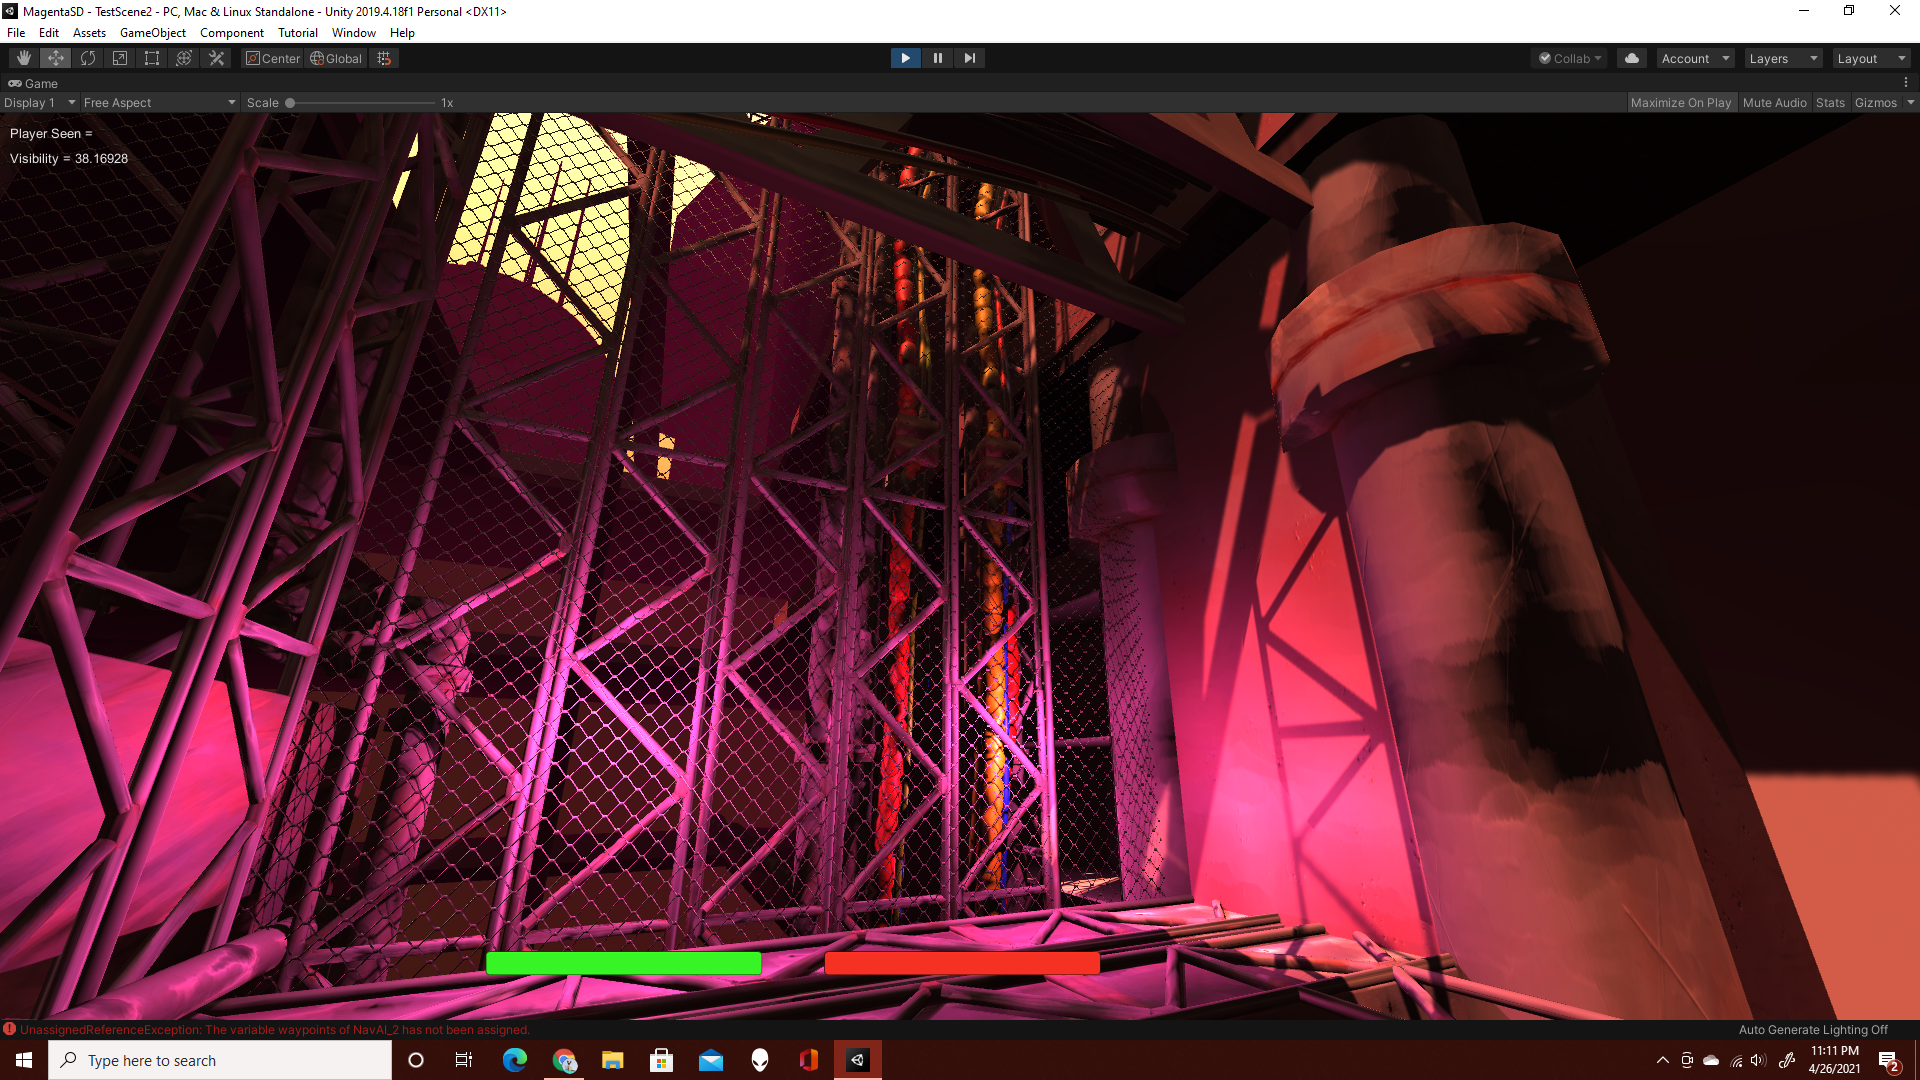 MagentaSD - TestScene2 - PC, Mac & Linux Standalone - Unity 2019.4.18f1 Personal <DX11>
File Edit Assets GameObject Component Tutorial Window Help
Center Global Collab Account Layers Layout
Game
Display 1 Free Aspect Scale 1x Maximize On Play Mute Audio Stats Gizmos
Player Seen =
Visibility = 38.16928
UnassignedReferenceException: The variable waypoints of NavAI_2 has not been assigned.
Auto Generate Lighting Off
Type here to search
11:11 PM
4/26/2021
2